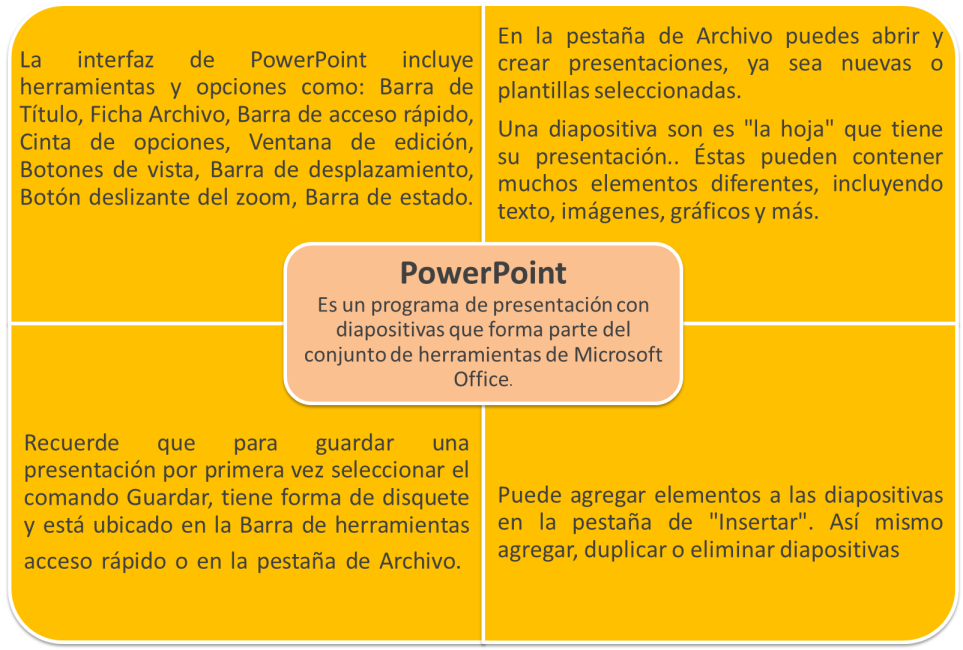 La interfaz de PowerPoint incluye
herramientas y opciones como: Barra de
Título, Ficha Archivo, Barra de acceso rápido,
Cinta de opciones, Ventana de edición,
Botones de vista, Barra de desplazamiento,
Botón deslizante del zoom, Barra de estado.
En la pestaña de Archivo puedes abrir y
crear presentaciones, ya sea nuevas o
plantillas seleccionadas.
Una diapositiva son es "la hoja" que tiene
su presentación.. Éstas pueden contener
muchos elementos diferentes, incluyendo
texto, imágenes, gráficos y más.
PowerPoint
Es un programa de presentación con
diapositivas que forma parte del
conjunto de herramientas de Microsoft
Office.
Recuerde que para guardar una
presentación por primera vez seleccionar el
comando Guardar, tiene forma de disquete
y está ubicado en la Barra de herramientas
acceso rápido o en la pestaña de Archivo.
Puede agregar elementos a las diapositivas
en la pestaña de "Insertar". Así mismo
agregar, duplicar o eliminar diapositivas